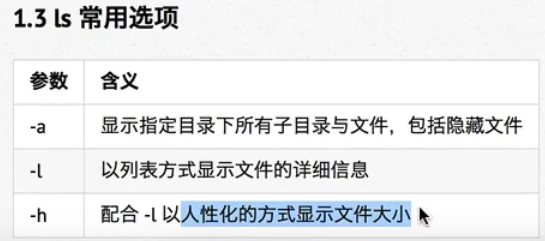 1.3 ls 常用选项
参数 含义
-a 显示指定目录下所有子目录与文件，包括隐藏文件
-l 以列表方式显示文件的详细信息
-h 配合 -l 以人性化的方式显示文件大小